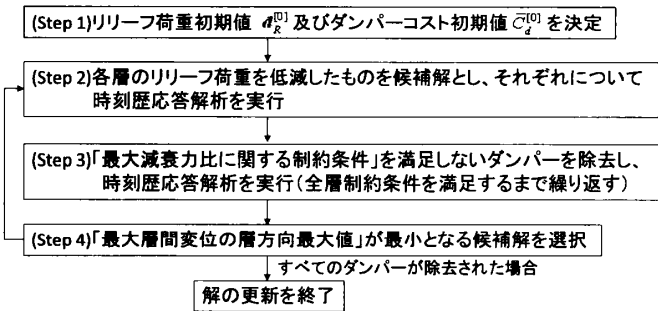 (Step 1)リリーフ荷重初期値 d_R^[0] 及びダンパーコスト初期値 C̄_d^[0] を決定
(Step 2)各層のリリーフ荷重を低減したものを候補解とし、それぞれについて
時刻歴応答解析を実行
(Step 3)「最大減衰力比に関する制約条件」を満足しないダンパーを除去し、
時刻歴応答解析を実行(全層制約条件を満足するまで繰り返す)
(Step 4)「最大層間変位の層方向最大値」が最小となる候補解を選択
すべてのダンパーが除去された場合
解の更新を終了